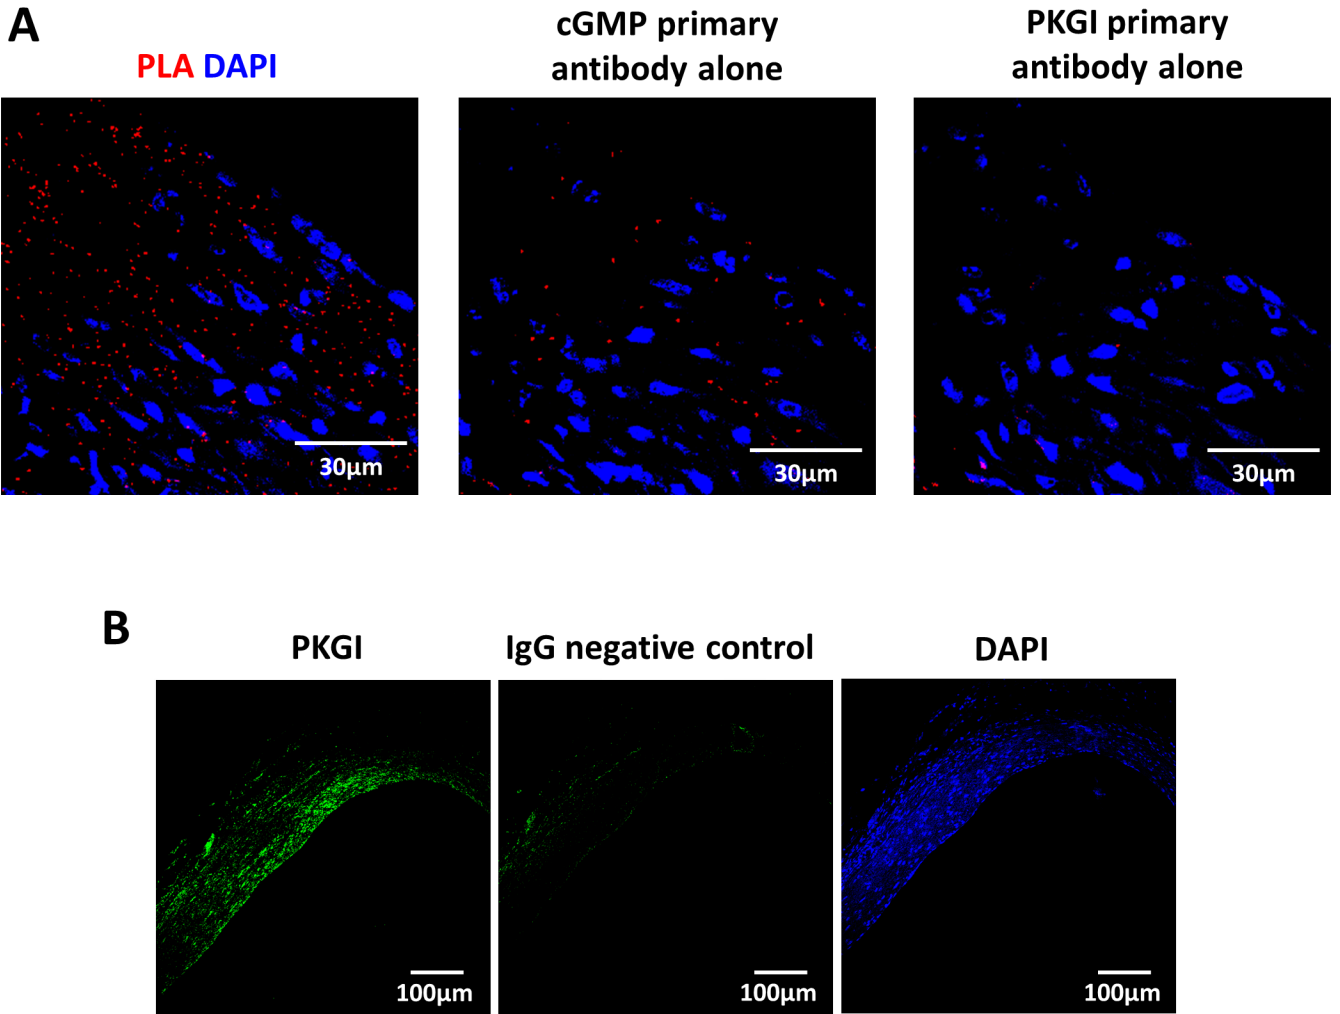 A
PLA DAPI
cGMP primary
antibody alone
PKGI primary
antibody alone
30μm
30μm
30μm
B
PKGI
IgG negative control
DAPI
100μm
100μm
100μm